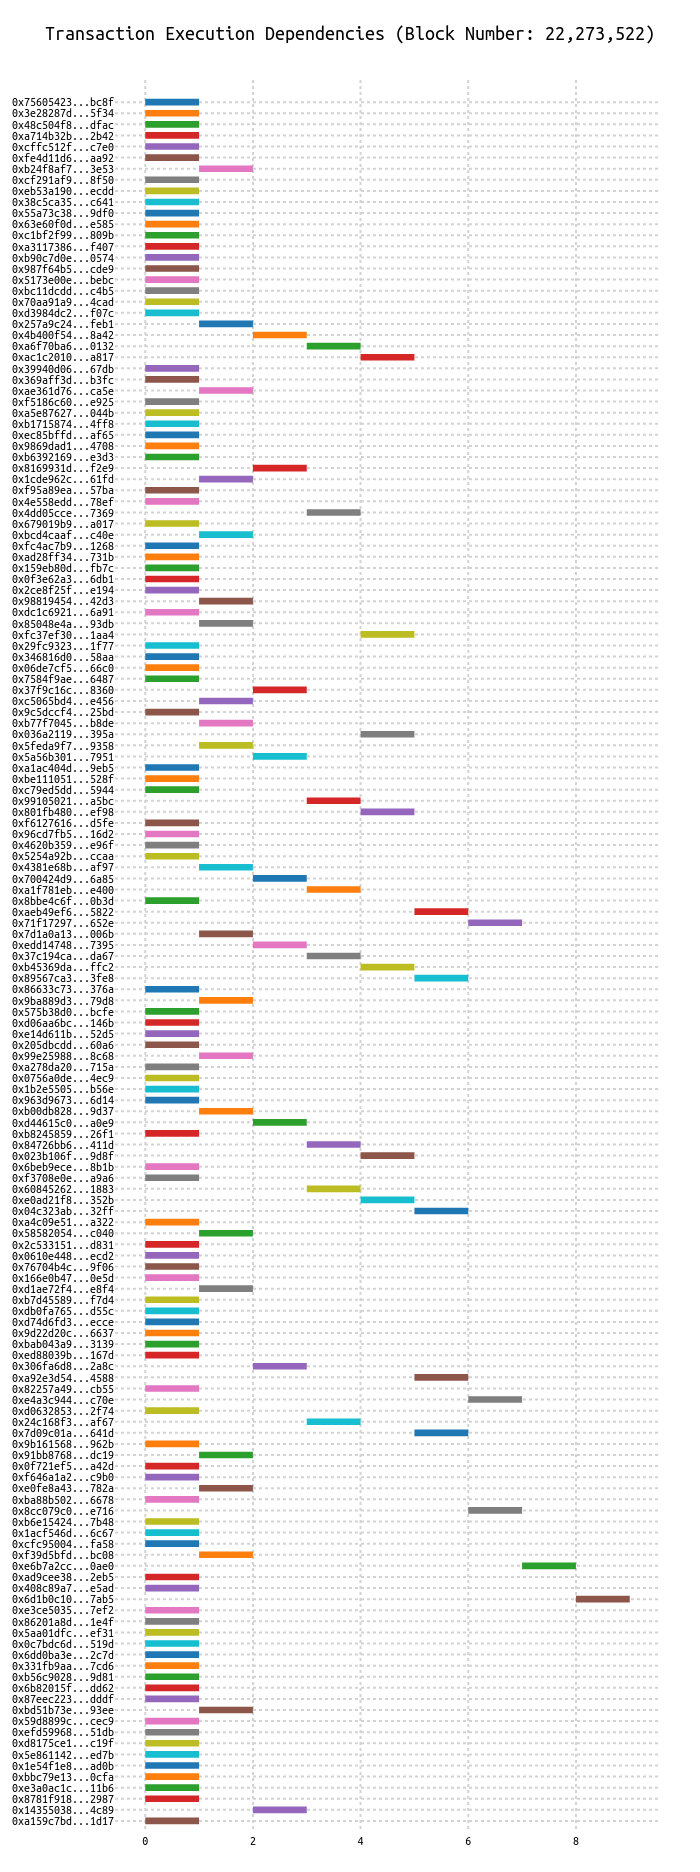 Transaction Execution Dependencies (Block Number: 22,273,522)
0x75605423...bc8f
0x3e28287d...5f34
0x48c504f8...dfac
0xa714b32b...2b42
0xcffc512f...c7e0
0xfe4d11d6...aa92
0xb24f8af7...3e53
0xcf291af9...8f50
0xeb53a190...ecdd
0x38c5ca35...c641
0x55a73c38...9df0
0x63e60f0d...e585
0xc1bf2f99...809b
0xa3117386...f407
0xb90c7d0e...0574
0x987f64b5...cde9
0x5173e00e...bebc
0xbc11dcdd...c4b5
0x70aa91a9...4cad
0xd3984dc2...f07c
0x257a9c24...feb1
0x4b400f54...8a42
0xa6f70ba6...0132
0xac1c2010...a817
0x39940d06...67db
0x369aff3d...b3fc
0xae361d76...ca5e
0xf5186c60...e925
0xa5e87627...044b
0xb1715874...4ff8
0xec85bffd...af65
0x9869dad1...4708
0xb6392169...e3d3
0x8169931d...f2e9
0x1cde962c...61fd
0xf95a89ea...57ba
0x4e558edd...78ef
0x4dd05cce...7369
0x679019b9...a017
0xbcd4caaf...c40e
0xfc4ac7b9...1268
0xad28ff34...731b
0x159eb80d...fb7c
0x0f3e62a3...6db1
0x2ce8f25f...e194
0x98819454...42d3
0xdc1c6921...6a91
0x85048e4a...93db
0xfc37ef30...1aa4
0x29fc9323...1f77
0x346816d0...58aa
0x06de7cf5...66c0
0x7584f9ae...6487
0x37f9c16c...8360
0xc5065bd4...e456
0x9c5dccf4...25bd
0xb77f7045...b8de
0x036a2119...395a
0x5feda9f7...9358
0x5a56b301...7951
0xa1ac404d...9eb5
0xbe111051...528f
0xc79ed5dd...5944
0x99105021...a5bc
0x801fb480...ef98
0xf6127616...d5fe
0x96cd7fb5...16d2
0x4620b359...e96f
0x5254a92b...ccaa
0x4381e68b...af97
0x700424d9...6a85
0xa1f781eb...e400
0x8bbe4c6f...0b3d
0xaeb49ef6...5822
0x71f17297...652e
0x7d1a0a13...006b
0xedd14748...7395
0x37c194ca...da67
0xb45369da...ffc2
0x89567ca3...3fe8
0x86633c73...376a
0x9ba889d3...79d8
0x575b38d0...bcfe
0xd06aa6bc...146b
0xe14d611b...52d5
0x205dbcdd...60a6
0x99e25988...8c68
0xa278da20...715a
0x0756a0de...4ec9
0x1b2e5505...b56e
0x963d9673...6d14
0xb00db828...9d37
0xd44615c0...a0e9
0xb8245859...26f1
0x84726bb6...411d
0x023b106f...9d8f
0x6beb9ece...8b1b
0xf3708e0e...a9a6
0x60845262...1883
0xe0ad21f8...352b
0x04c323ab...32ff
0xa4c09e51...a322
0x58582054...c040
0x2c533151...d831
0x0610e448...ecd2
0x76704b4c...9f06
0x166e0b47...0e5d
0xd1ae72f4...e8f4
0xb7d45589...f7d4
0xdb0fa765...d55c
0xd74d6fd3...ecce
0x9d22d20c...6637
0xbab043a9...3139
0xed88039b...167d
0x306fa6d8...2a8c
0xa92e3d54...4588
0x82257a49...cb55
0xe4a3c944...c70e
0xd0632853...2f74
0x24c168f3...af67
0x7d09c01a...641d
0x9b161568...962b
0x91bb8768...dc19
0x0f721ef5...a42d
0xf646a1a2...c9b0
0xe0fe8a43...782a
0xba88b502...6678
0x8cc079c0...e716
0xb6e15424...7b48
0x1acf546d...6c67
0xcfc95004...fa58
0xf39d5bfd...bc08
0xe6b7a2cc...0ae0
0xad9cee38...2eb5
0x408c89a7...e5ad
0x6d1b0c10...7ab5
0xe3ce5035...7ef2
0x86201a8d...1e4f
0x5aa01dfc...ef31
0x0c7bdc6d...519d
0x6dd0ba3e...2c7d
0x331fb9aa...7cd6
0xb56c9028...9d81
0x6b82015f...dd62
0x87eec223...dddf
0xbd51b73e...93ee
0x59d8899c...cec9
0xefd59968...51db
0xd8175ce1...c19f
0x5e861142...ed7b
0x1e54f1e8...ad0b
0xbbc79e13...0cfa
0xe3a0ac1c...11b6
0x8781f918...2987
0x14355038...4c89
0xa159c7bd...1d17
0 2 4 6 8